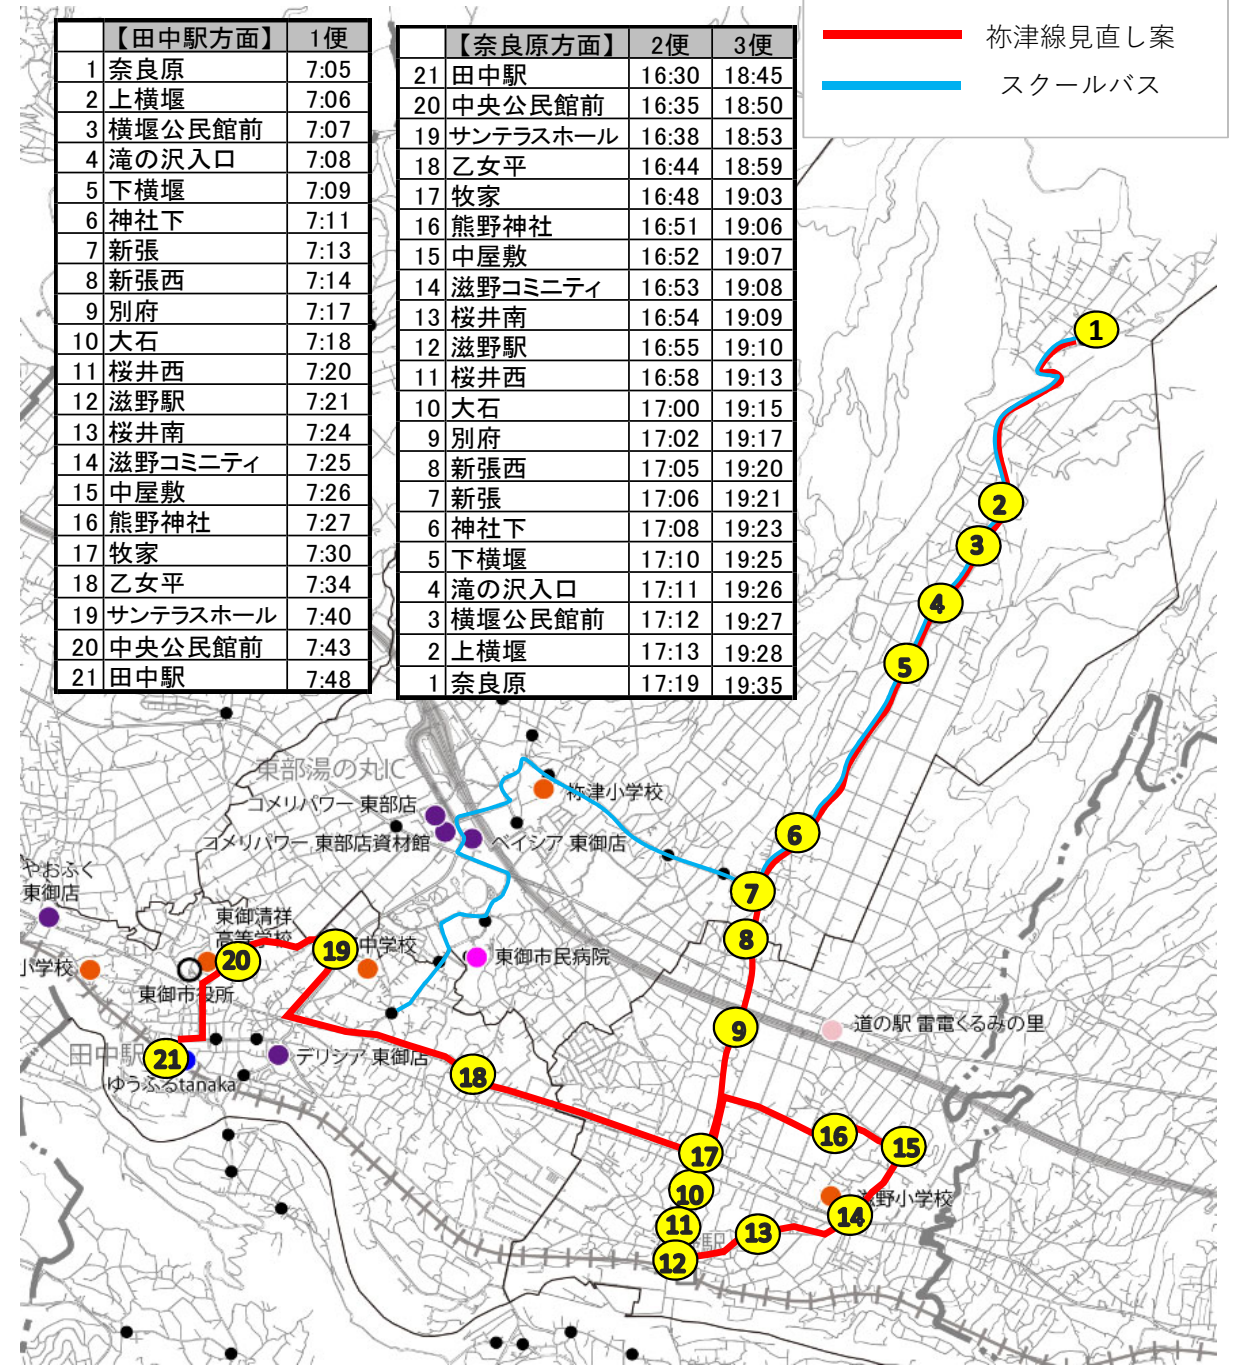 【田中駅方面】 1便
1 奈良原 7:05
2 上横堰 7:06
3 横堰公民館前 7:07
4 滝の沢入口 7:08
5 下横堰 7:09
6 神社下 7:11
7 新張 7:13
8 新張西 7:14
9 別府 7:17
10 大石 7:18
11 桜井西 7:20
12 滋野駅 7:21
13 桜井南 7:24
14 滋野コミニティ 7:25
15 中屋敷 7:26
16 熊野神社 7:27
17 牧家 7:30
18 乙女平 7:34
19 サンテラスホール 7:40
20 中央公民館前 7:43
21 田中駅 7:48
【奈良原方面】 2便 3便
21 田中駅 16:30 18:45
20 中央公民館前 16:35 18:50
19 サンテラスホール 16:38 18:53
18 乙女平 16:44 18:59
17 牧家 16:48 19:03
16 熊野神社 16:51 19:06
15 中屋敷 16:52 19:07
14 滋野コミニティ 16:53 19:08
13 桜井南 16:54 19:09
12 滋野駅 16:55 19:10
11 桜井西 16:58 19:13
10 大石 17:00 19:15
9 別府 17:02 19:17
8 新張西 17:05 19:20
7 新張 17:06 19:21
6 神社下 17:08 19:23
5 下横堰 17:10 19:25
4 滝の沢入口 17:11 19:26
3 横堰公民館前 17:12 19:27
2 上横堰 17:13 19:28
1 奈良原 17:19 19:35
祢津線見直し案
スクールバス
1
2
3
4
5
6
7
8
9
東部湯の丸IC
コメリパワー 東部店
コメリパワー 東部店資材館
ベイシア 東御店
祢津小学校
やおふく
東御店
東御清祥
高等学校
20
19
中学校
小学校
東御市役所
東御市民病院
道の駅 雷電くるみの里
田中駅
21
ゆうふるtanaka
デリシア 東御店
18
17
16
15
10
滋野小学校
14
11
13
駅
12